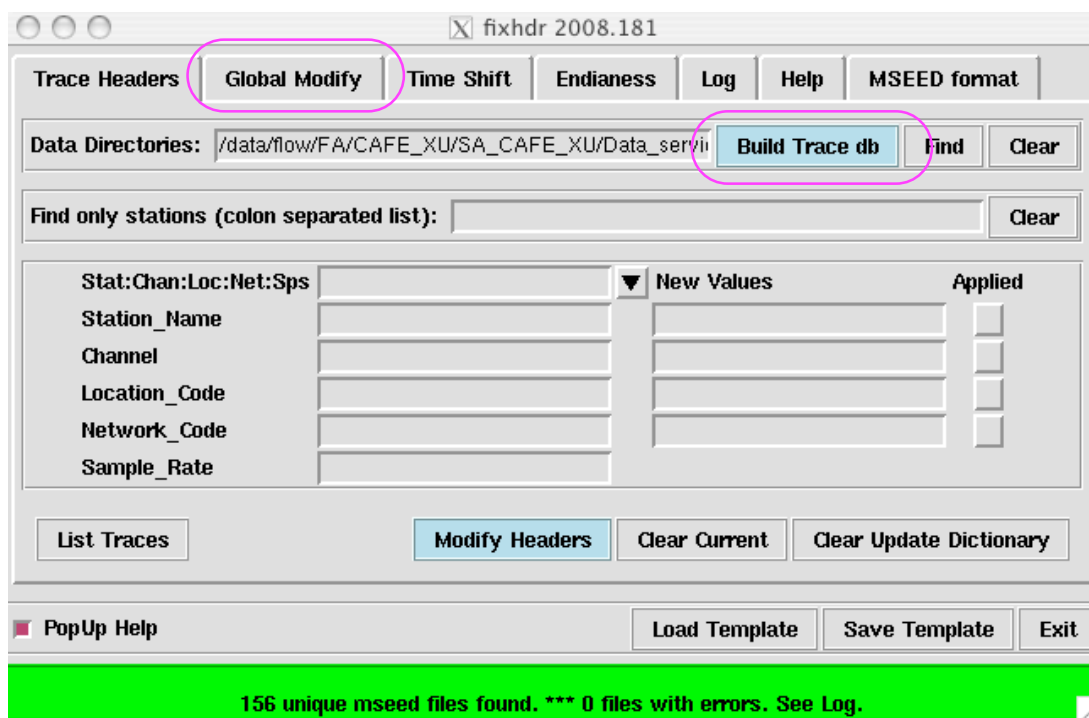 fixhdr 2008.181
Trace Headers Global Modify Time Shift Endianess Log Help MSEED format
Data Directories: /data/flow/FA/CAFE_XU/SA_CAFE_XU/Data_servi Build Trace db Find Clear
Find only stations (colon separated list): Clear
Stat:Chan:Loc:Net:Sps New Values Applied
Station_Name
Channel
Location_Code
Network_Code
Sample_Rate
List Traces Modify Headers Clear Current Clear Update Dictionary
PopUp Help Load Template Save Template Exit
156 unique mseed files found. *** 0 files with errors. See Log.